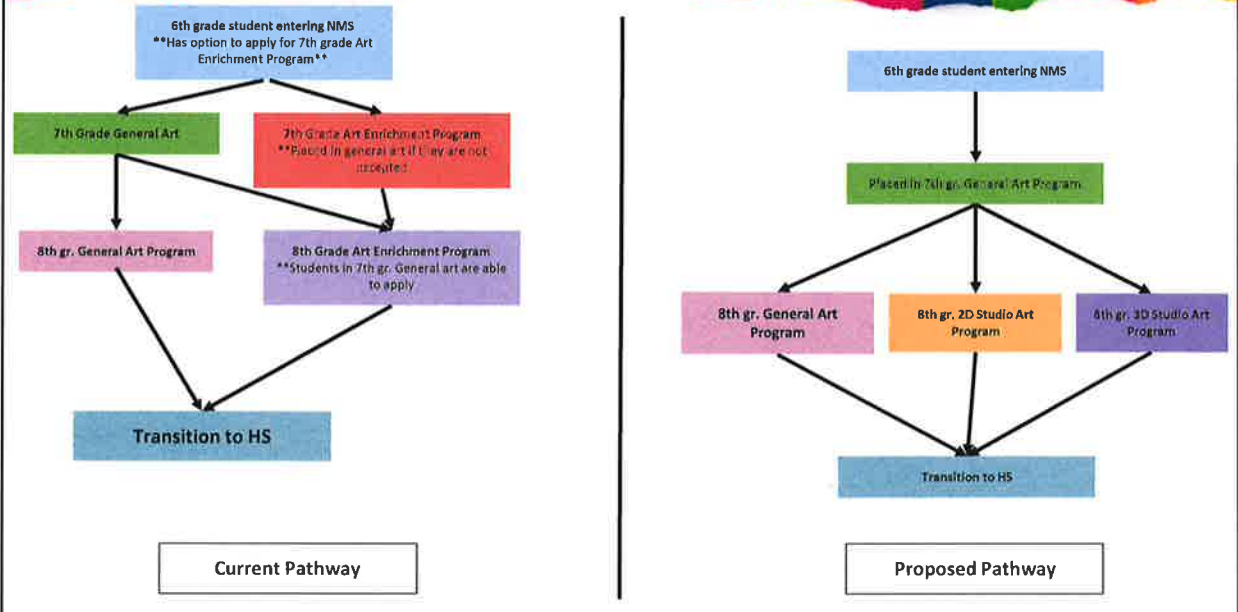 6th grade student entering NMS
**Has option to apply for 7th grade Art
Enrichment Program**
7th Grade General Art
7th Grade Art Enrichment Program
**Placed in general art if they are not
accepted
8th gr. General Art Program
8th Grade Art Enrichment Program
**Students in 7th gr. General art are able
to apply
Transition to HS
Current Pathway
6th grade student entering NMS
Placed in 7th gr. General Art Program
8th gr. General Art
Program
8th gr. 2D Studio Art
Program
8th gr. 3D Studio Art
Program
Transition to HS
Proposed Pathway